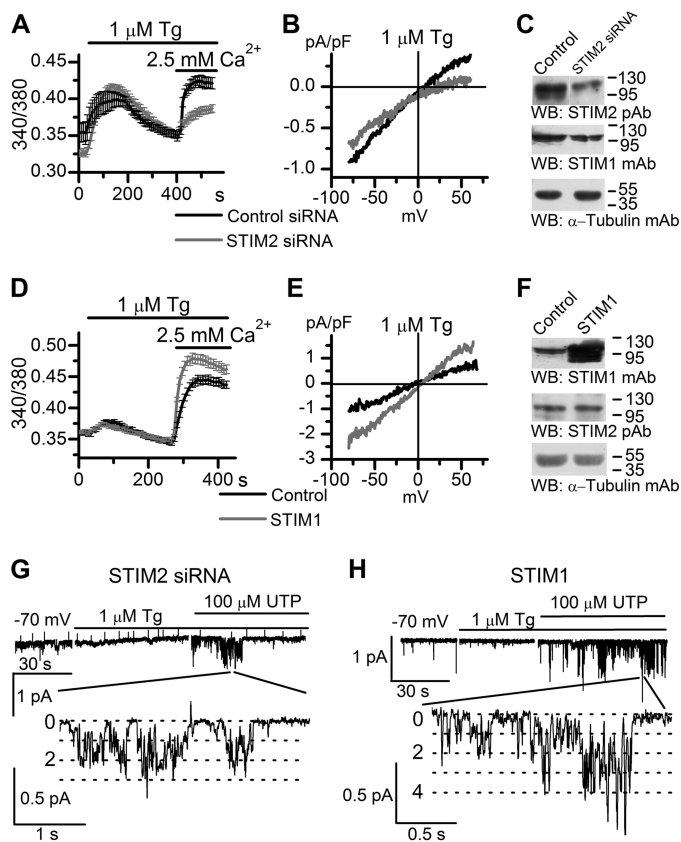 A
1 µM Tg
2.5 mM Ca2+
0.45
0.40
0.35
0.30
340/380
0 200 400 s
B
pA/pF 1 µM Tg
0.0
-0.5
-1.0
-100 -50 0 50 100
mV
Control siRNA
STIM2 siRNA
C
Control STIM2 siRNA
-130
-95
WB: STIM2 pAb
-130
-95
WB: STIM1 mAb
-55
-35
WB: α-Tubulin mAb
D
1 µM Tg
2.5 mM Ca2+
0.50
0.45
0.40
0.35
340/380
0 200 400 s
E
pA/pF 1 µM Tg
1
0
-1
-2
-3
-100 -50 0 50 100
mV
Control
STIM1
F
Control STIM1
-130
-95
WB: STIM1 mAb
-130
-95
WB: STIM2 pAb
-55
-35
WB: α-Tubulin mAb
G
STIM2 siRNA
100 µM UTP
-70 mV 1 µM Tg
30 s
1 pA
0
2
0.5 pA
1 s
H
STIM1
100 µM UTP
-70 mV 1 µM Tg
1 pA
30 s
0
2
4
0.5 pA
0.5 s